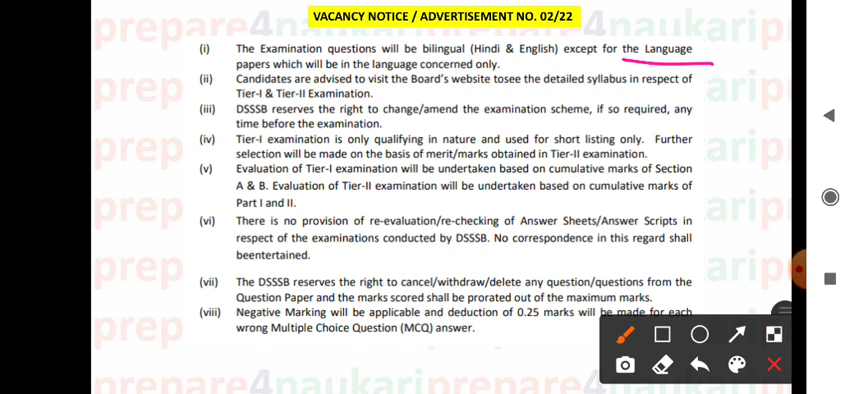 VACANCY NOTICE / ADVERTISEMENT NO. 02/22
(i) The Examination questions will be bilingual (Hindi & English) except for the Language
papers which will be in the language concerned only.
(ii) Candidates are advised to visit the Board's website tosee the detailed syllabus in respect of
Tier-I & Tier-II Examination.
(iii) DSSSB reserves the right to change/amend the examination scheme, if so required, any
time before the examination.
(iv) Tier-I examination is only qualifying in nature and used for short listing only. Further
selection will be made on the basis of merit/marks obtained in Tier-II examination.
(v) Evaluation of Tier-I examination will be undertaken based on cumulative marks of Section
A & B. Evaluation of Tier-II examination will be undertaken based on cumulative marks of
Part I and II.
(vi) There is no provision of re-evaluation/re-checking of Answer Sheets/Answer Scripts in
respect of the examinations conducted by DSSSB. No correspondence in this regard shall
beentertained.
(vii) The DSSSB reserves the right to cancel/withdraw/delete any question/questions from the
Question Paper and the marks scored shall be prorated out of the maximum marks.
(viii) Negative Marking will be applicable and deduction of 0.25 marks will be made for each
wrong Multiple Choice Question (MCQ) answer.
prepare4naukari